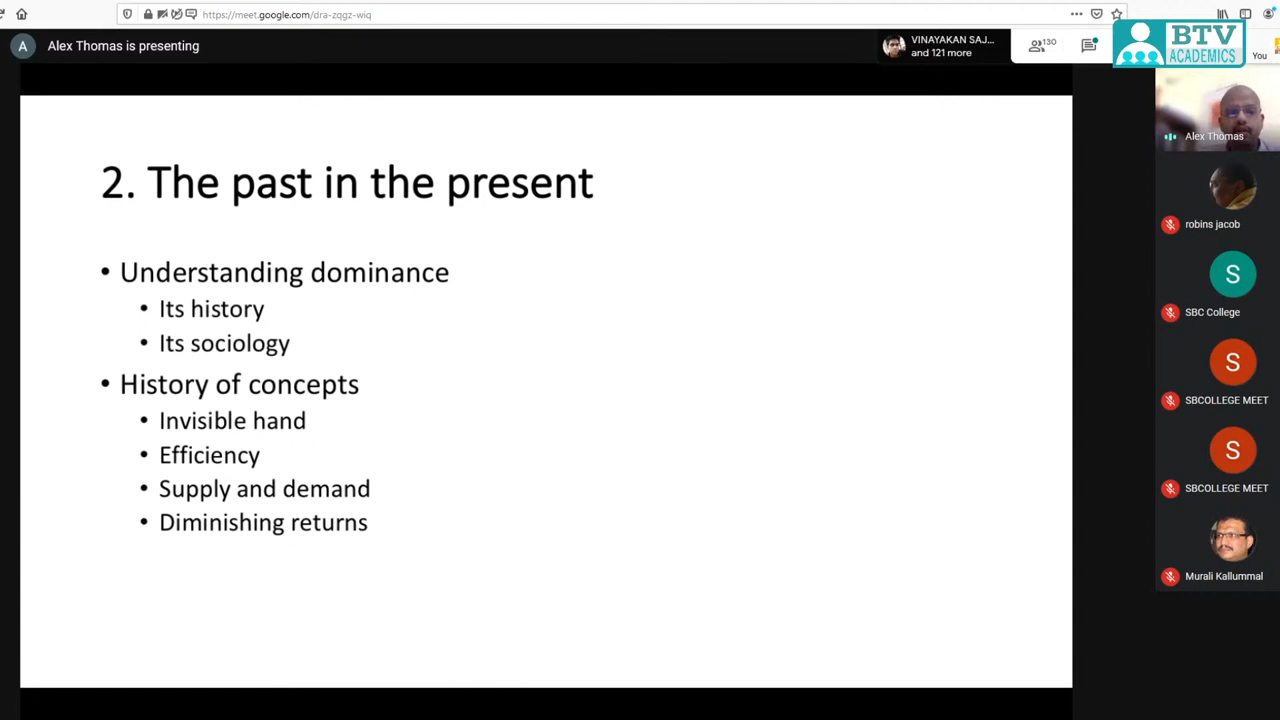 https://meet.google.com/dra-zqgz-wiq
A
Alex Thomas is presenting
VINAYAKAN SAJ...
and 121 more
130
BTV
ACADEMICS
You
2. The past in the present
• Understanding dominance
• Its history
• Its sociology
• History of concepts
• Invisible hand
• Efficiency
• Supply and demand
• Diminishing returns
Alex Thomas
robins jacob
S
SBC College
S
SBCOLLEGE MEET
S
SBCOLLEGE MEET
Murali Kallummal